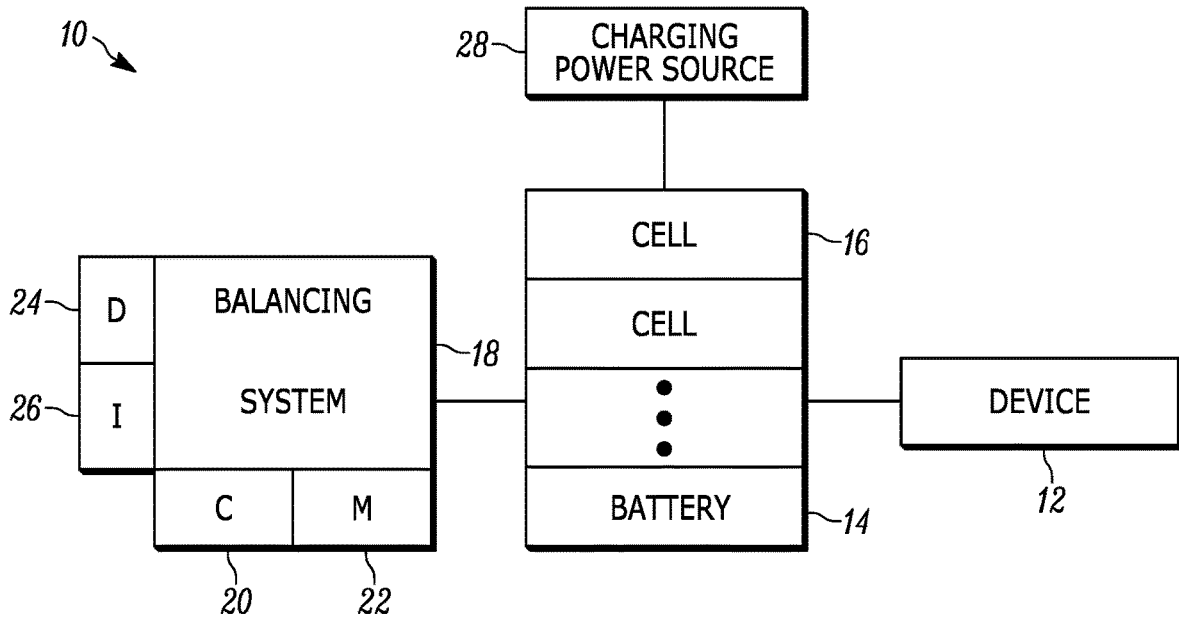 10
28
CHARGING
POWER SOURCE
CELL
16
24
D
BALANCING
CELL
18
26
I
SYSTEM
DEVICE
12
C
M
BATTERY
14
20
22